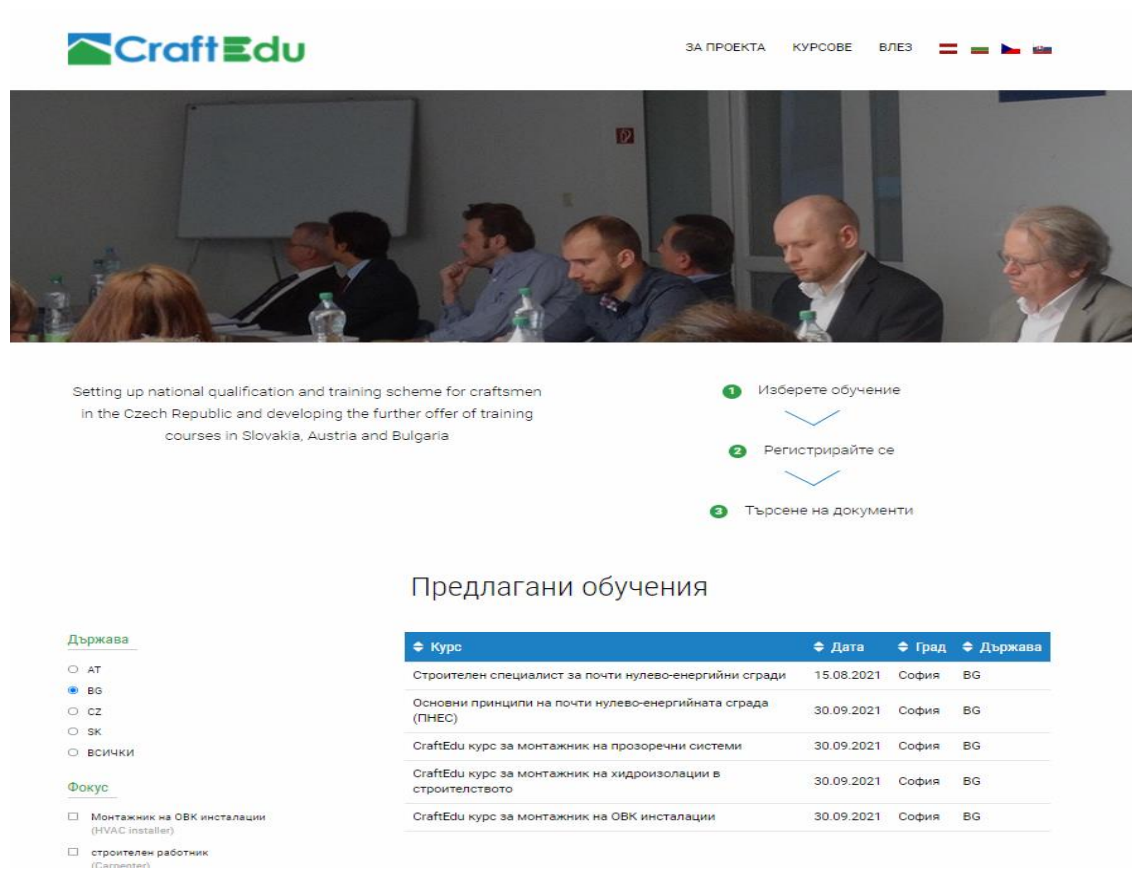 CraftEdu
ЗА ПРОЕКТА КУРСОВЕ ВЛЕЗ
Setting up national qualification and training scheme for craftsmen
in the Czech Republic and developing the further offer of training
courses in Slovakia, Austria and Bulgaria
1 Изберете обучение
2 Регистрирайте се
3 Търсене на документи
Предлагани обучения
Държава
AT
BG
CZ
SK
ВСИЧКИ
Фокус
Монтажник на ОВК инсталации
(HVAC installer)
строителен работник
(Carpenter)
Курс Дата Град Държава
Строителен специалист за почти нулево-енергийни сгради 15.08.2021 София BG
Основни принципи на почти нулево-енергийната сграда
(ПНЕС) 30.09.2021 София BG
CraftEdu курс за монтажник на прозоречни системи 30.09.2021 София BG
CraftEdu курс за монтажник на хидроизолации в
строителството 30.09.2021 София BG
CraftEdu курс за монтажник на ОВК инсталации 30.09.2021 София BG